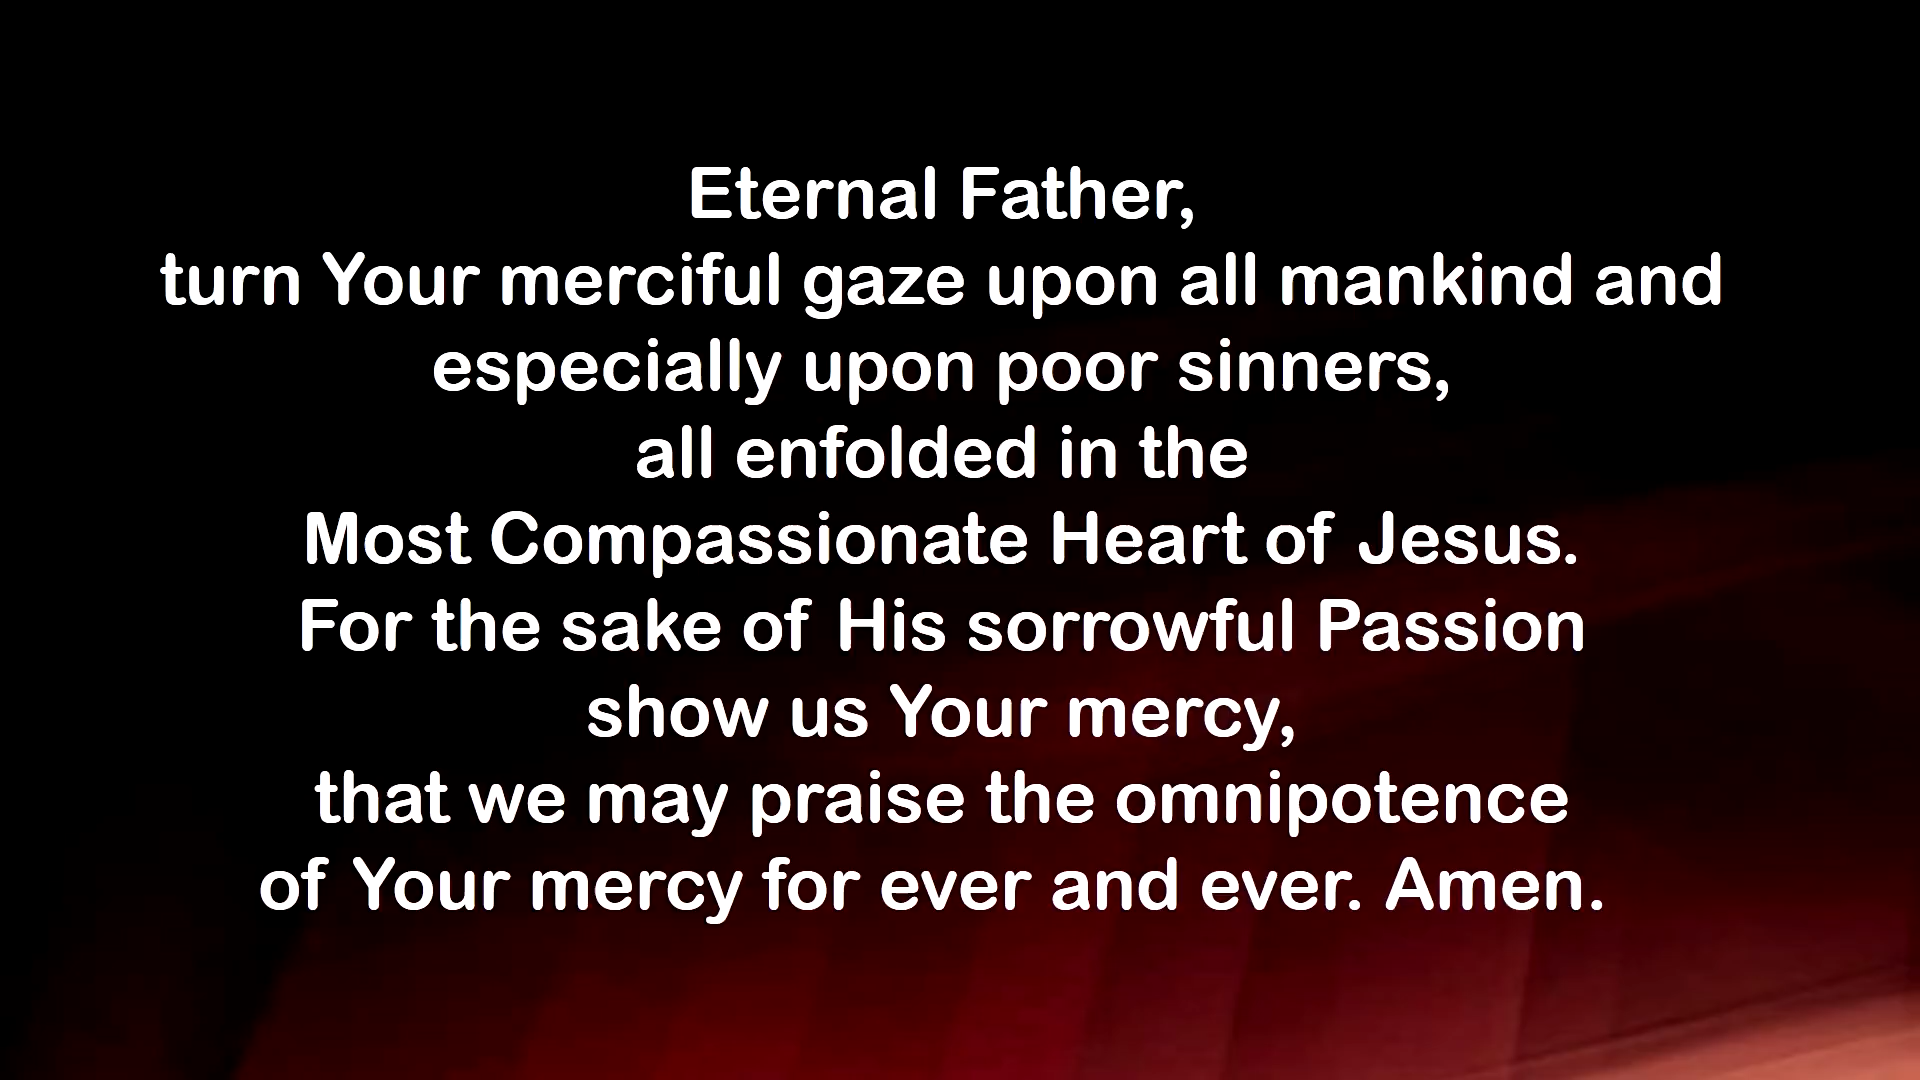 Eternal Father,
turn Your merciful gaze upon all mankind and
especially upon poor sinners,
all enfolded in the
Most Compassionate Heart of Jesus.
For the sake of His sorrowful Passion
show us Your mercy,
that we may praise the omnipotence
of Your mercy for ever and ever. Amen.